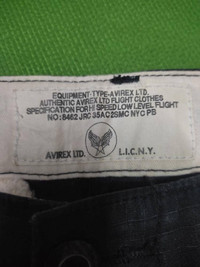 EQUIPMENT-TYPE-AVIREX LTD.
AUTHENTIC AVIREX LTD FLIGHT CLOTHES
SPECIFICATION FOR HI SPEED LOW LEVEL FLIGHT
NO: 8462 JRC 35AC2SMC NYC PB
AVIREX LTD. L.I.C. N.Y.